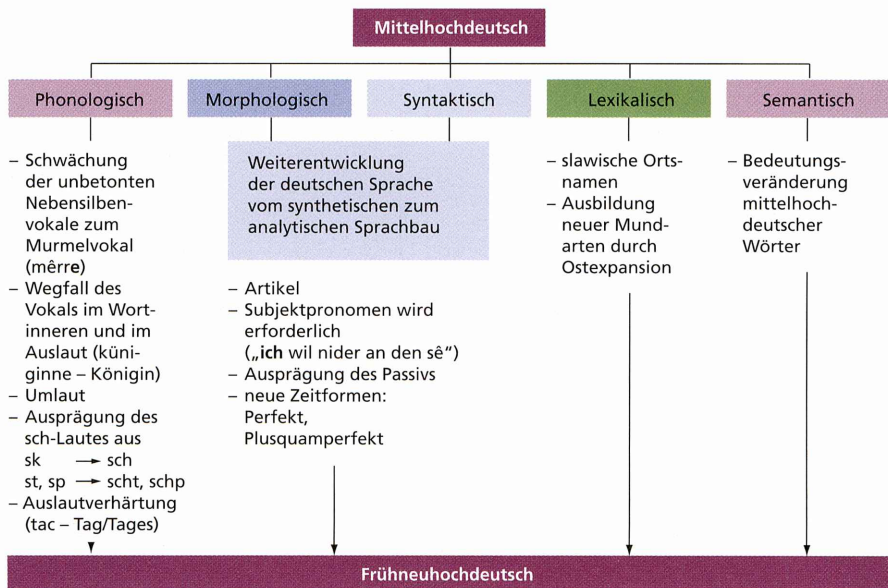 Mittelhochdeutsch
Phonologisch
Morphologisch
Syntaktisch
Lexikalisch
Semantisch
– Schwächung
der unbetonten
Nebensilben-
vokale zum
Murmelvokal
(mêrre)
– Wegfall des
Vokals im Wort-
inneren und im
Auslaut (küni-
ginne – Königin)
– Umlaut
– Ausprägung des
sch-Lautes aus
sk → sch
st, sp → scht, schp
– Auslautverhärtung
(tac – Tag/Tages)
Weiterentwicklung
der deutschen Sprache
vom synthetischen zum
analytischen Sprachbau
– Artikel
– Subjektpronomen wird
erforderlich
(„ich wil nider an den sê“)
– Ausprägung des Passivs
– neue Zeitformen:
Perfekt,
Plusquamperfekt
– slawische Orts-
namen
– Ausbildung
neuer Mund-
arten durch
Ostexpansion
– Bedeutungs-
veränderung
mittelhoch-
deutscher
Wörter
Frühneuhochdeutsch